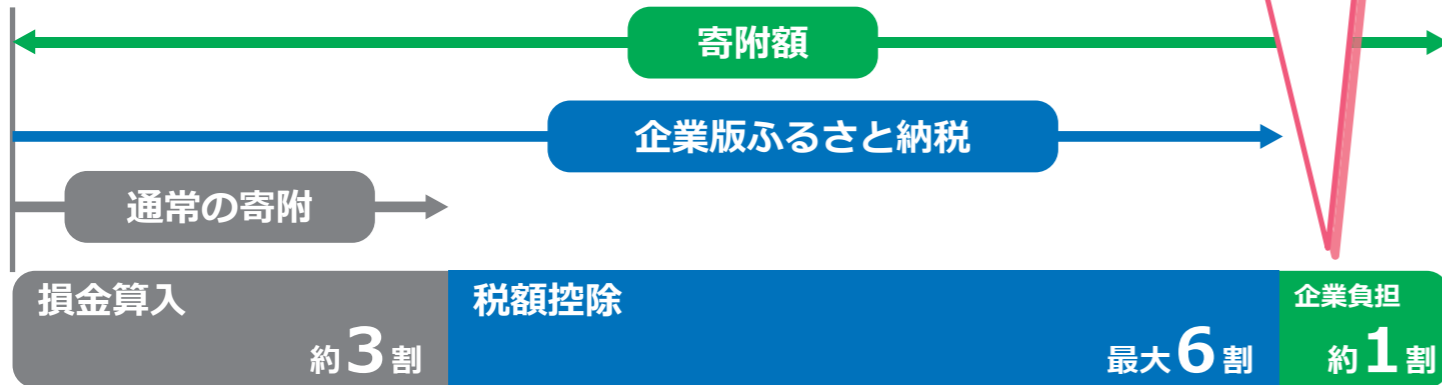 寄附額
企業版ふるさと納税
通常の寄附
損金算入
約3割
税額控除
最大6割
企業負担
約1割